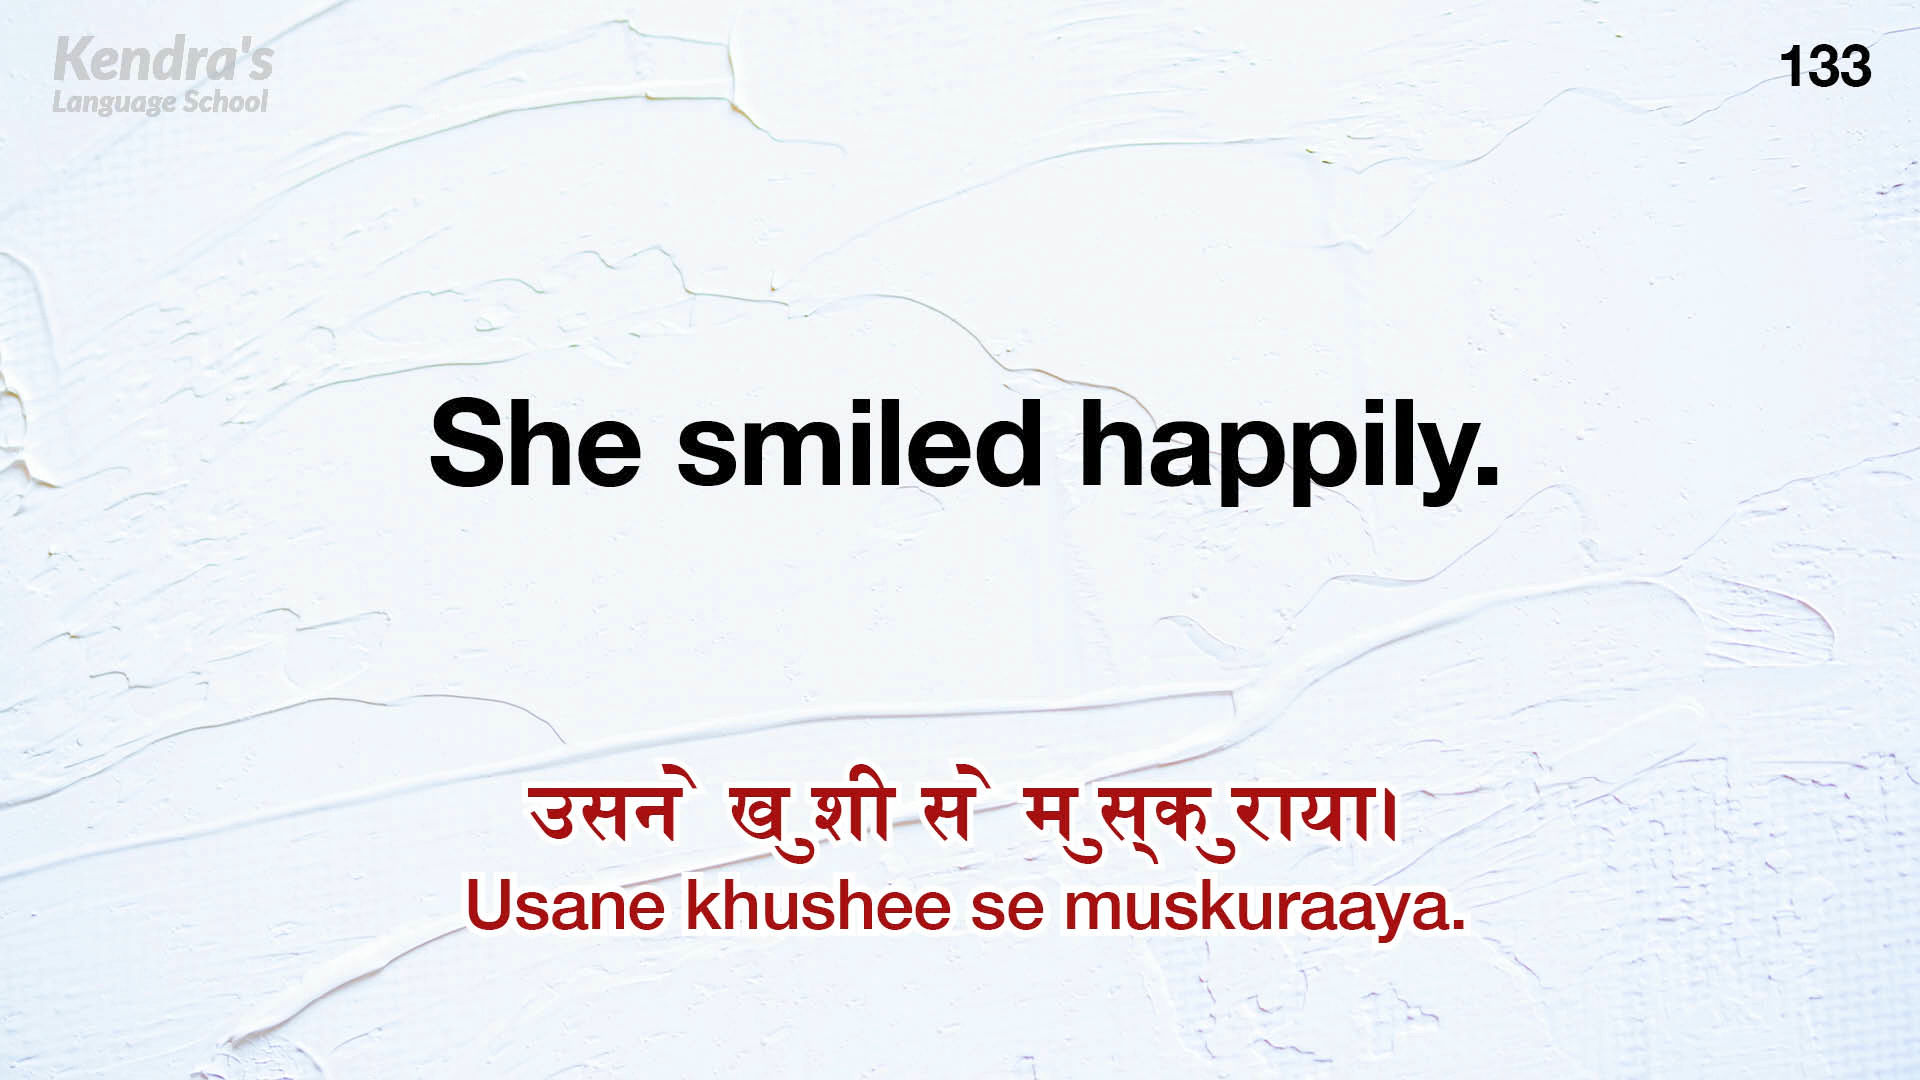 Kendra's
Language School
133
She smiled happily.
उसने खुशी से मुस्कुराया।
Usane khushee se muskuraaya.